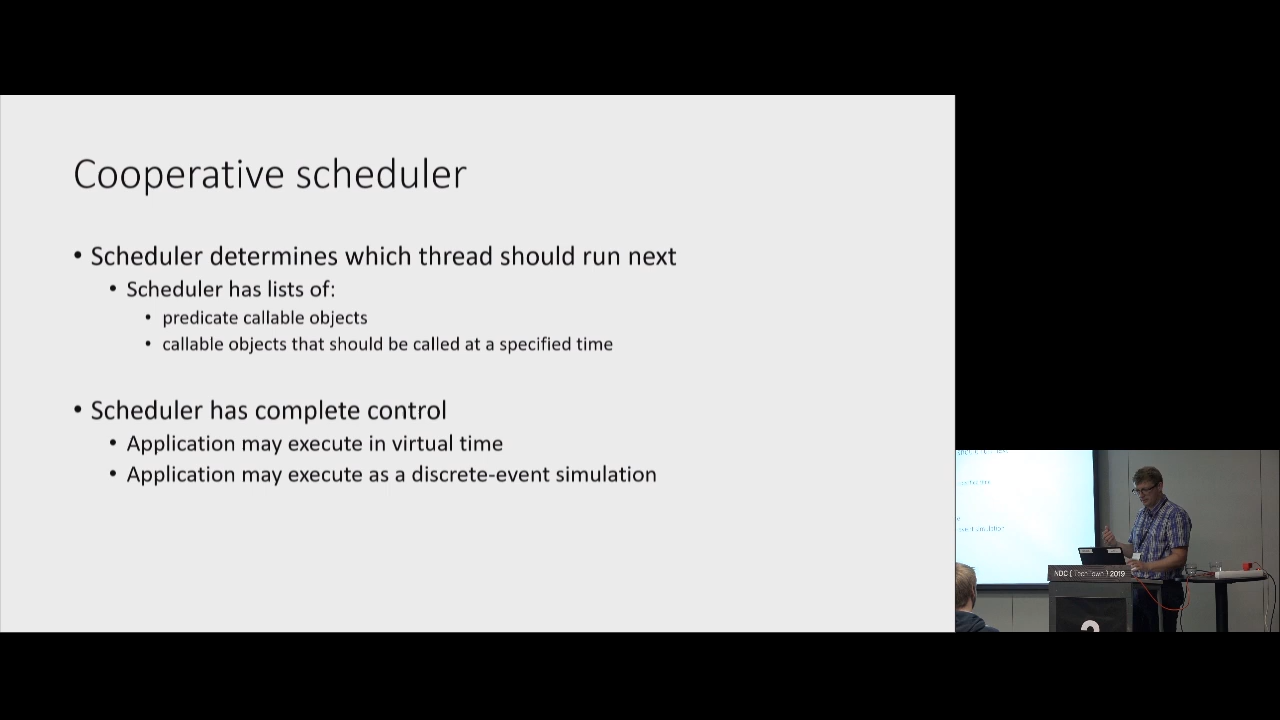 Cooperative scheduler
• Scheduler determines which thread should run next
• Scheduler has lists of:
• predicate callable objects
• callable objects that should be called at a specified time
• Scheduler has complete control
• Application may execute in virtual time
• Application may execute as a discrete-event simulation
NDC { TechTown } 2019